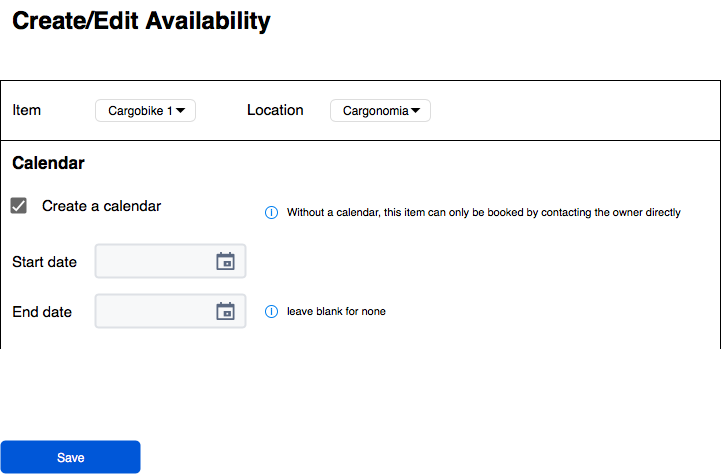 Create/Edit Availability
Item Cargobike 1 Location Cargonomia
Calendar
Create a calendar Without a calendar, this item can only be booked by contacting the owner directly
Start date
End date leave blank for none
Save